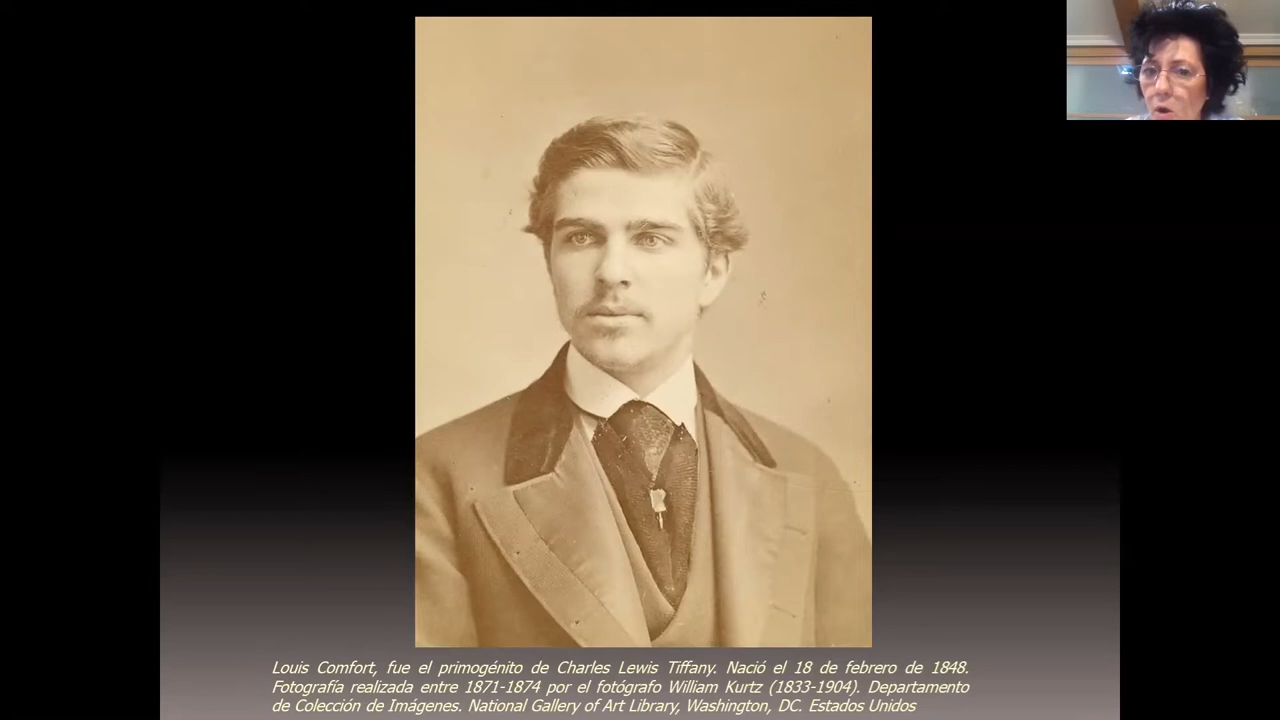 Louis Comfort, fue el primogénito de Charles Lewis Tiffany. Nació el 18 de febrero de 1848.
Fotografía realizada entre 1871-1874 por el fotógrafo William Kurtz (1833-1904). Departamento
de Colección de Imágenes. National Gallery of Art Library, Washington, DC. Estados Unidos